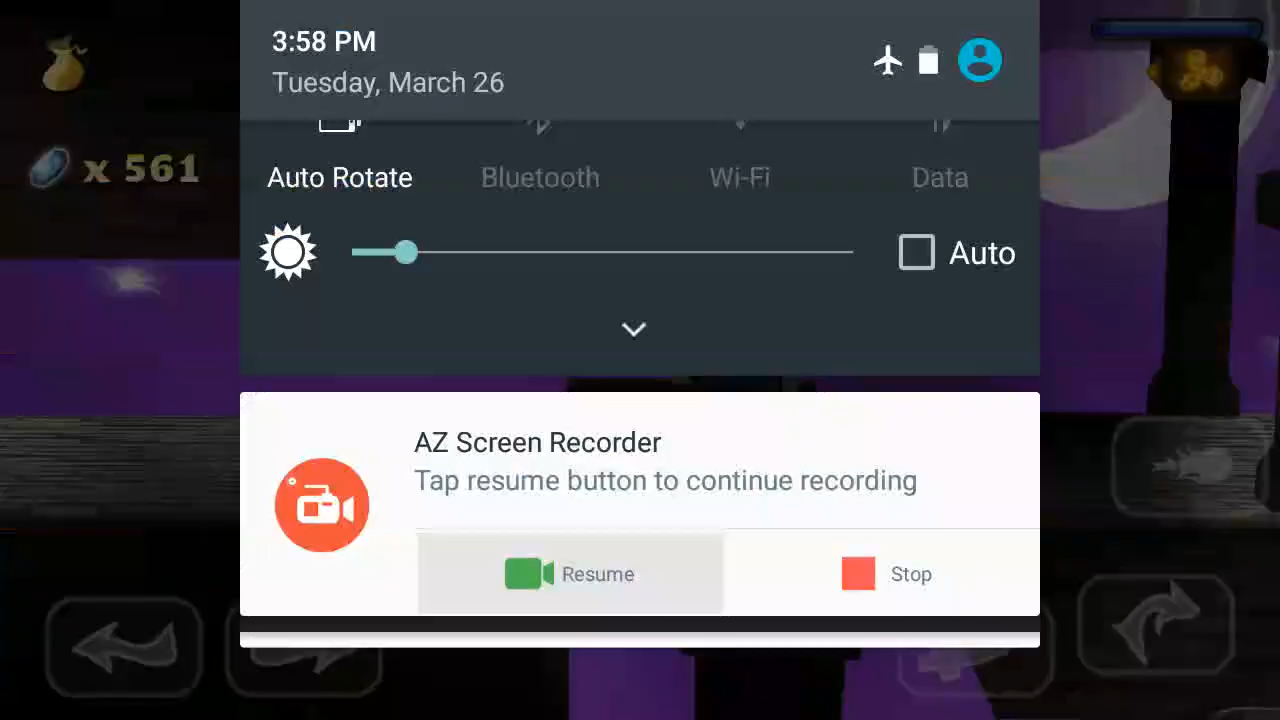 3:58 PM
Tuesday, March 26
x 561
Auto Rotate Bluetooth Wi-Fi Data
Auto
AZ Screen Recorder
Tap resume button to continue recording
Resume Stop